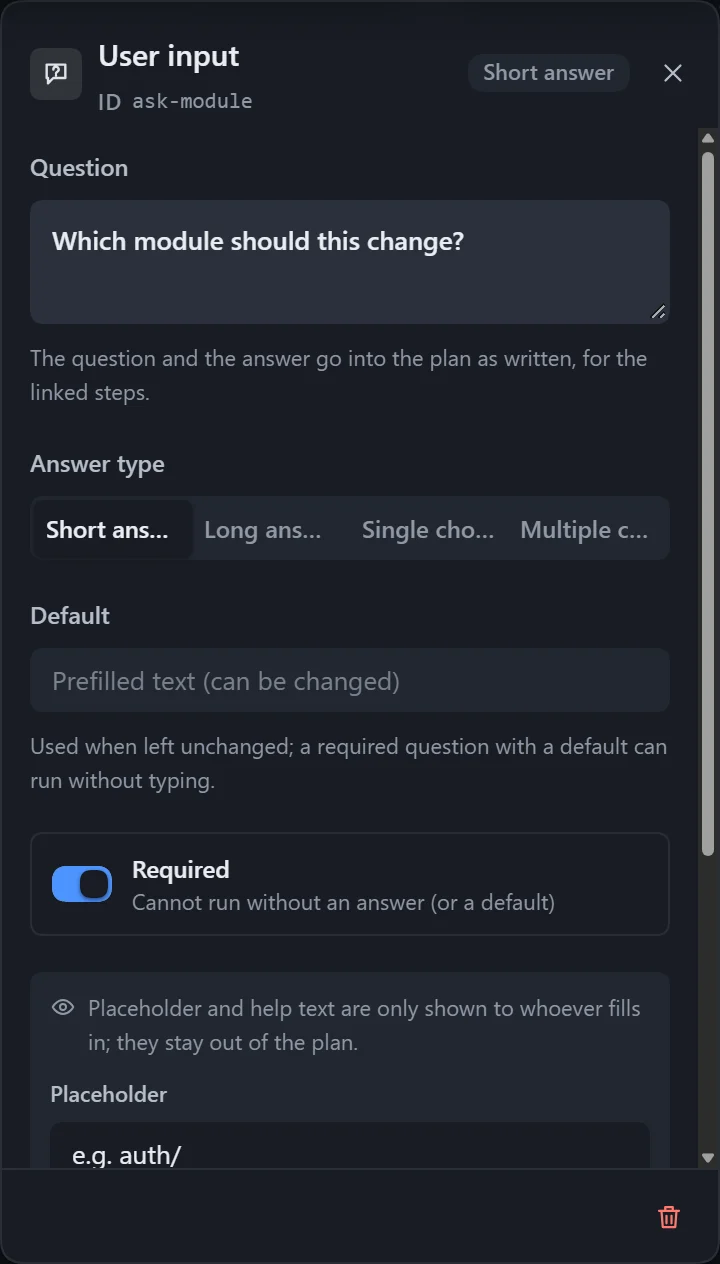 User input
Short answer
ID ask-module
Question
Which module should this change?
The question and the answer go into the plan as written, for the
linked steps.
Answer type
Short ans...
Long ans...
Single cho...
Multiple c...
Default
Prefilled text (can be changed)
Used when left unchanged; a required question with a default can
run without typing.
Required
Cannot run without an answer (or a default)
Placeholder and help text are only shown to whoever fills
in; they stay out of the plan.
Placeholder
e.g. auth/